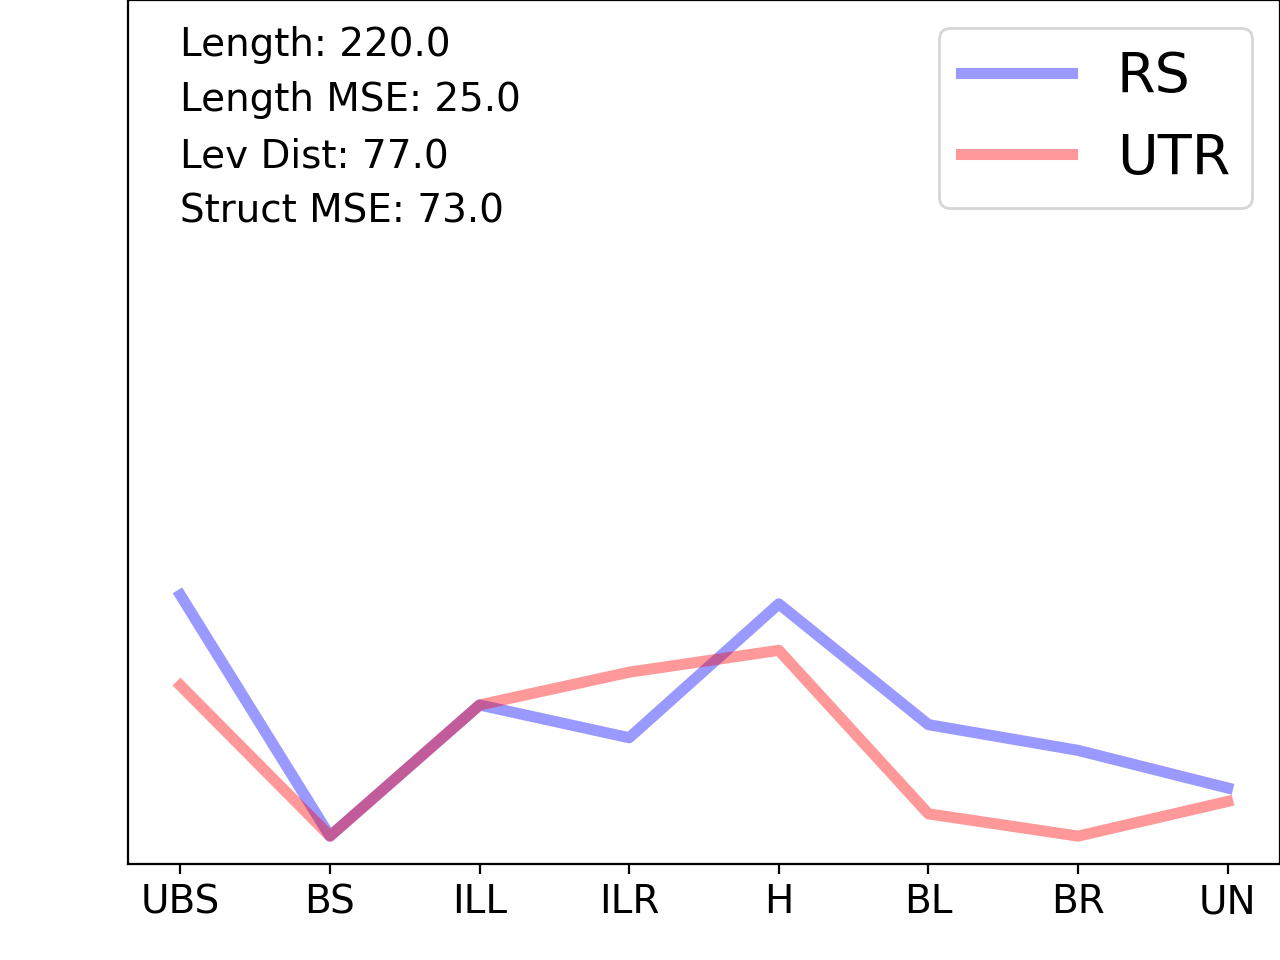 Length: 220.0
Length MSE: 25.0
Lev Dist: 77.0
Struct MSE: 73.0
RS
UTR
UBS BS ILL ILR H BL BR UN